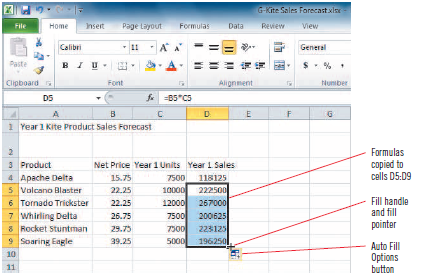 G-Kite Sales Forecast.xlsx -
File Home Insert Page Layout Formulas Data Review View
Calibri 11 A A General
Paste B I U A $ % ,
Clipboard Font Alignment Number
D5 fx =B5*C5
A B C D E F G
1 Year 1 Kite Product Sales Forecast
2
3 Product Net Price Year 1 Units Year 1 Sales
4 Apache Delta 15.75 7500 118125
5 Volcano Blaster 22.25 10000 222500
6 Tornado Trickster 22.25 12000 267000
7 Whirling Delta 26.75 7500 200625
8 Rocket Stuntman 29.75 7500 223125
9 Soaring Eagle 39.25 5000 196250
10
11
Formulas
copied to
cells D5:D9
Fill handle
and fill
pointer
Auto Fill
Options
button